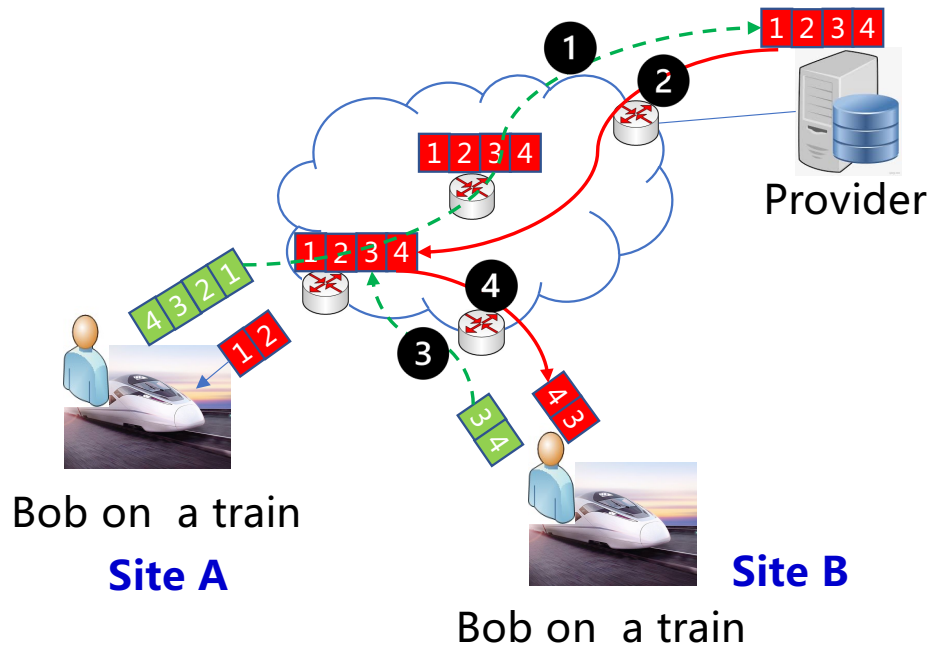 1 2 3 4
1
2
1 2 3 4
Provider
1 2 3 4
4 3 2 1
4
1 2
3
3 4
4 3
Bob on a train
Site A
Site B
Bob on a train